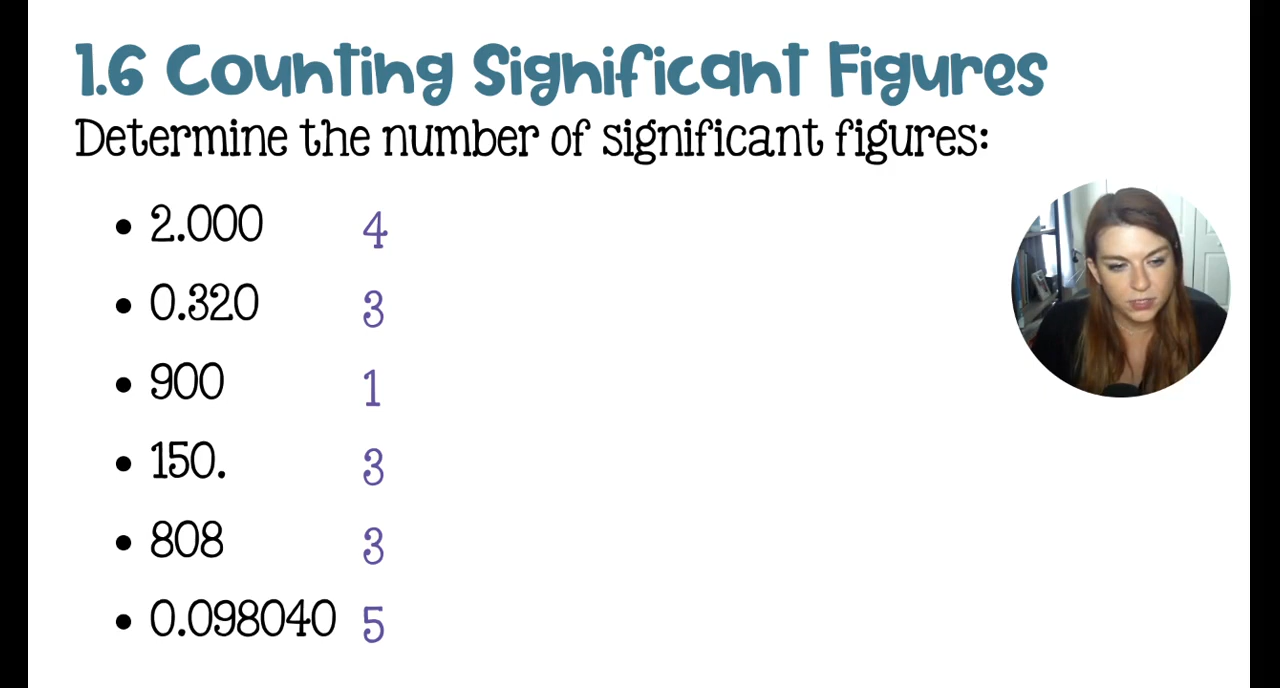 1.6 Counting Significant Figures
Determine the number of significant figures:
• 2.000 4
• 0.320 3
• 900 1
• 150. 3
• 808 3
• 0.098040 5